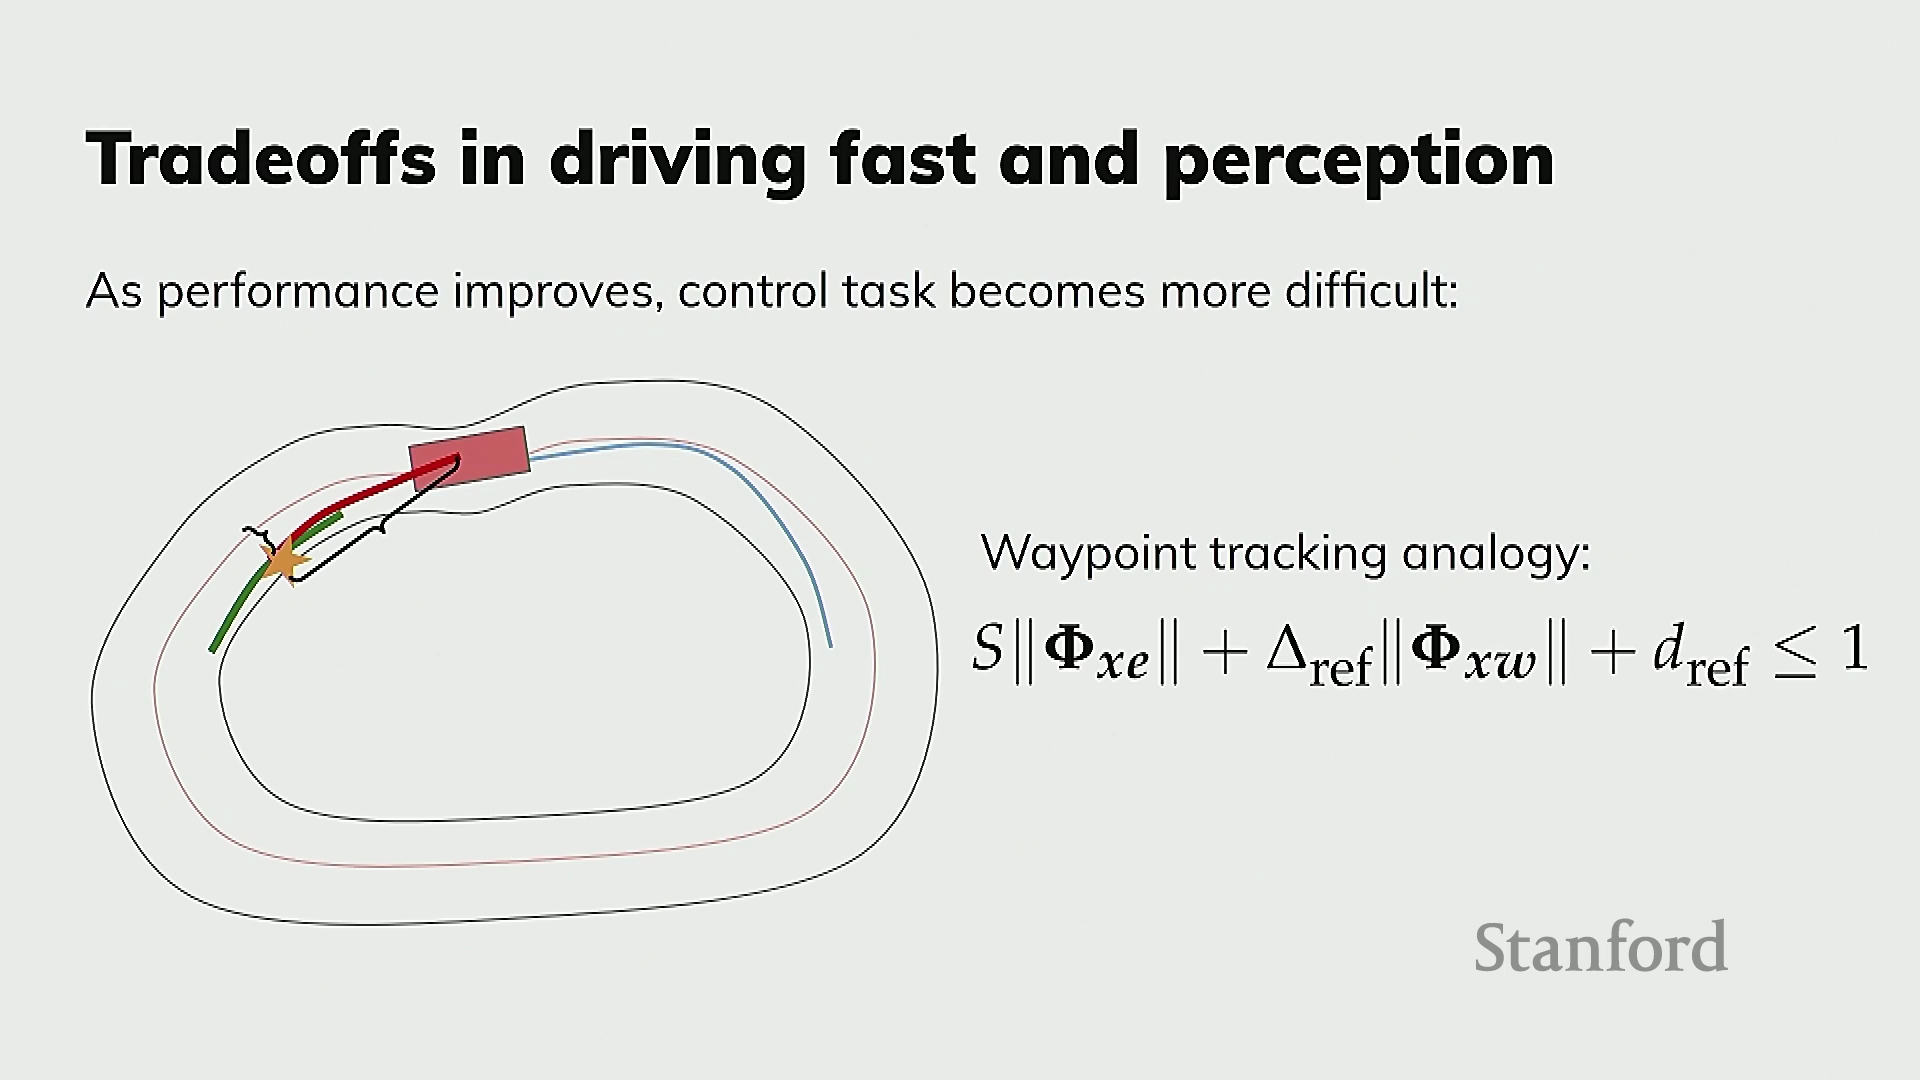 Tradeoffs in driving fast and perception
As performance improves, control task becomes more difficult:
Waypoint tracking analogy:
S‖Φ_xe‖ + Δ_ref‖Φ_xw‖ + d_ref ≤ 1
Stanford